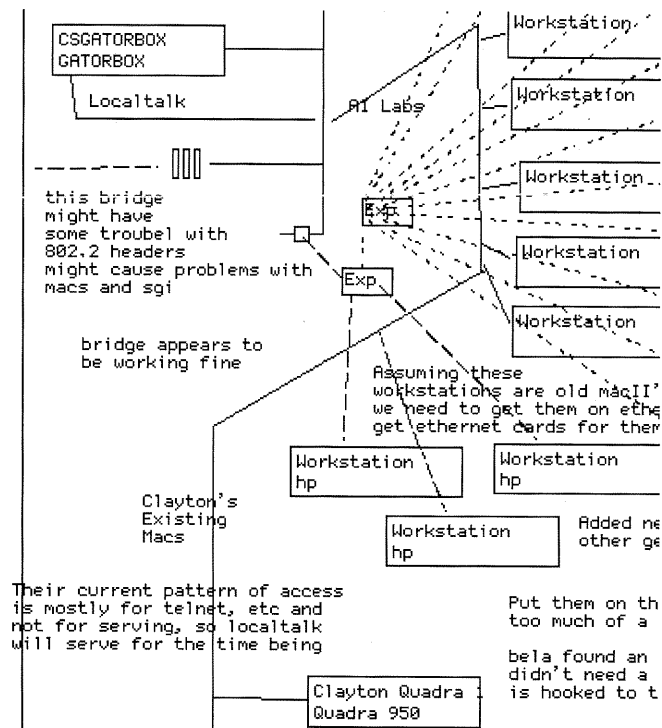 CSGATORBOX
GATORBOX
Localtalk
AI Labs
Workstation
Workstation
Workstation
Workstation
Workstation
Exp
Exp
this bridge
might have
some troubel with
802.2 headers
might cause problems with
macs and sgi
bridge appears to
be working fine
Assuming these
workstations are old macII'
we need to get them on ethe
get ethernet cards for them
Workstation
hp
Workstation
hp
Workstation
hp
Clayton's
Existing
Macs
Added ne
other ge
Their current pattern of access
is mostly for telnet, etc and
not for serving, so localtalk
will serve for the time being
Put them on th
too much of a
bela found an
didn't need a
is hooked to t
Clayton Quadra
Quadra 950